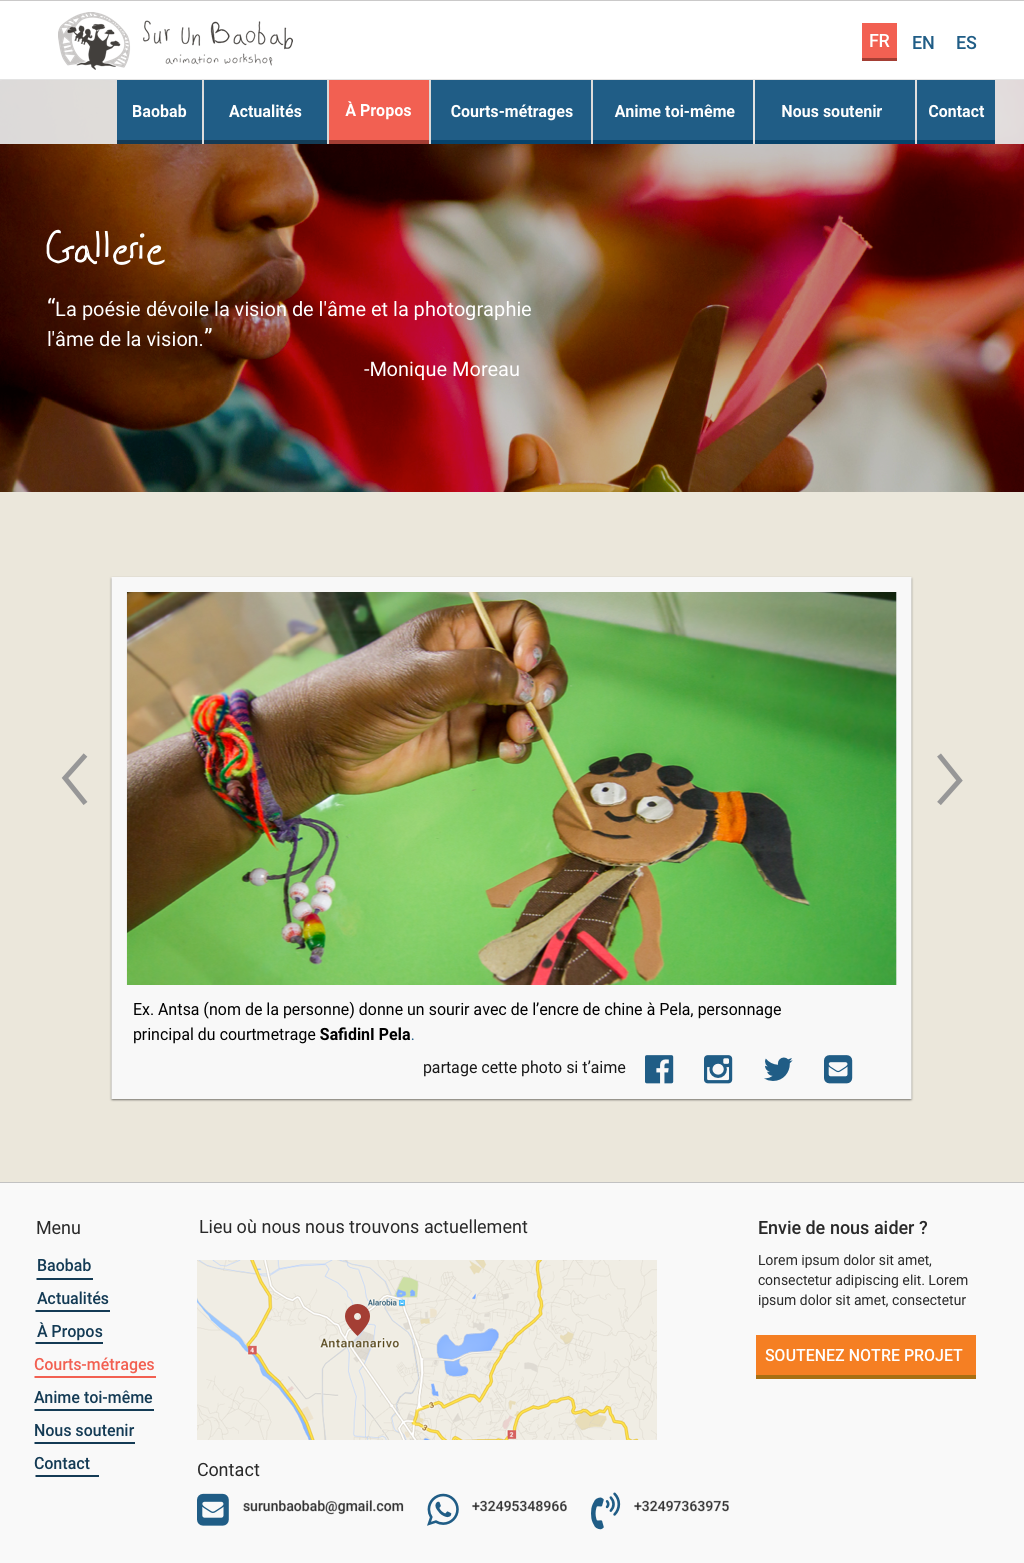 Sur Un Baobab
animation workshop
FR EN ES
Baobab Actualités À Propos Courts-métrages Anime toi-même Nous soutenir Contact
Gallerie
“La poésie dévoile la vision de l'âme et la photographie
l'âme de la vision.”
-Monique Moreau
Ex. Antsa (nom de la personne) donne un sourir avec de l’encre de chine à Pela, personnage
principal du courtmetrage Safidinl Pela.
partage cette photo si t’aime
Menu
Baobab
Actualités
À Propos
Courts-métrages
Anime toi-même
Nous soutenir
Contact
Lieu où nous nous trouvons actuellement
Alarobia
Antananarivo
4
3
3
2
Contact
surunbaobab@gmail.com +32495348966 +32497363975
Envie de nous aider ?
Lorem ipsum dolor sit amet,
consectetur adipiscing elit. Lorem
ipsum dolor sit amet, consectetur
SOUTENEZ NOTRE PROJET